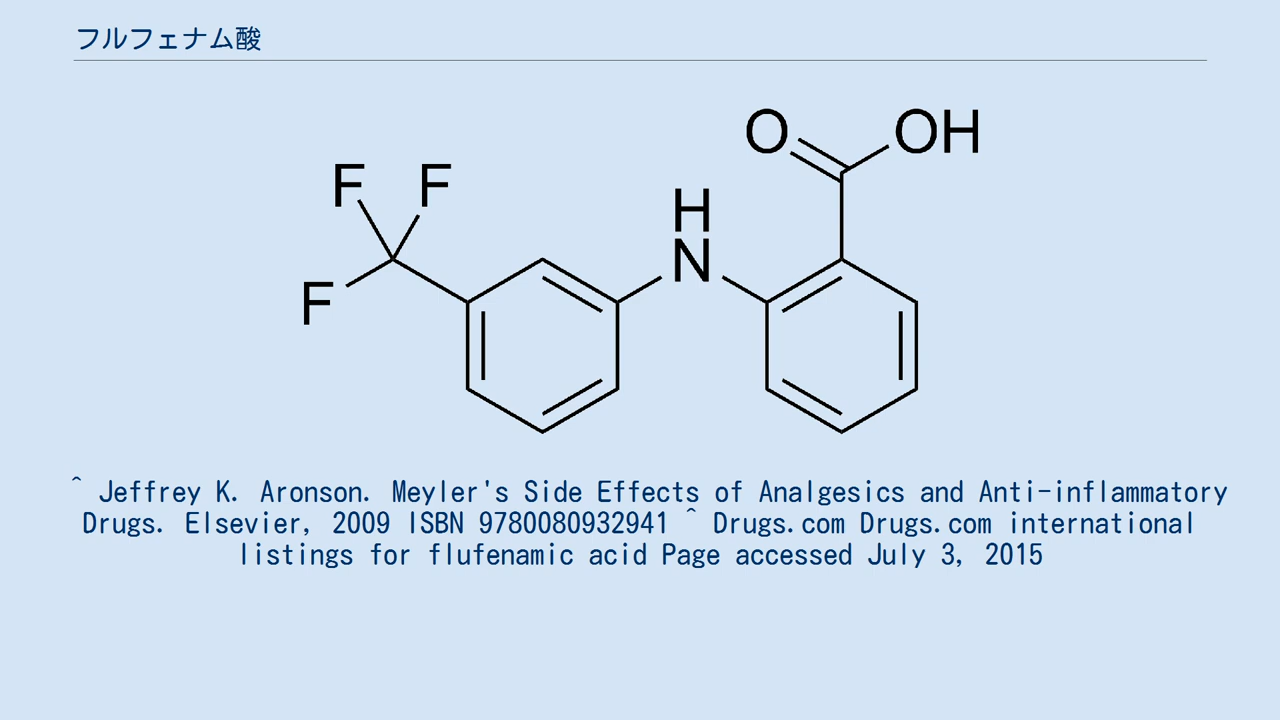 フルフェナム酸
O OH
F F
H
N
F
^ Jeffrey K. Aronson. Meyler's Side Effects of Analgesics and Anti-inflammatory
Drugs. Elsevier, 2009 ISBN 9780080932941 ^ Drugs.com Drugs.com international
listings for flufenamic acid Page accessed July 3, 2015